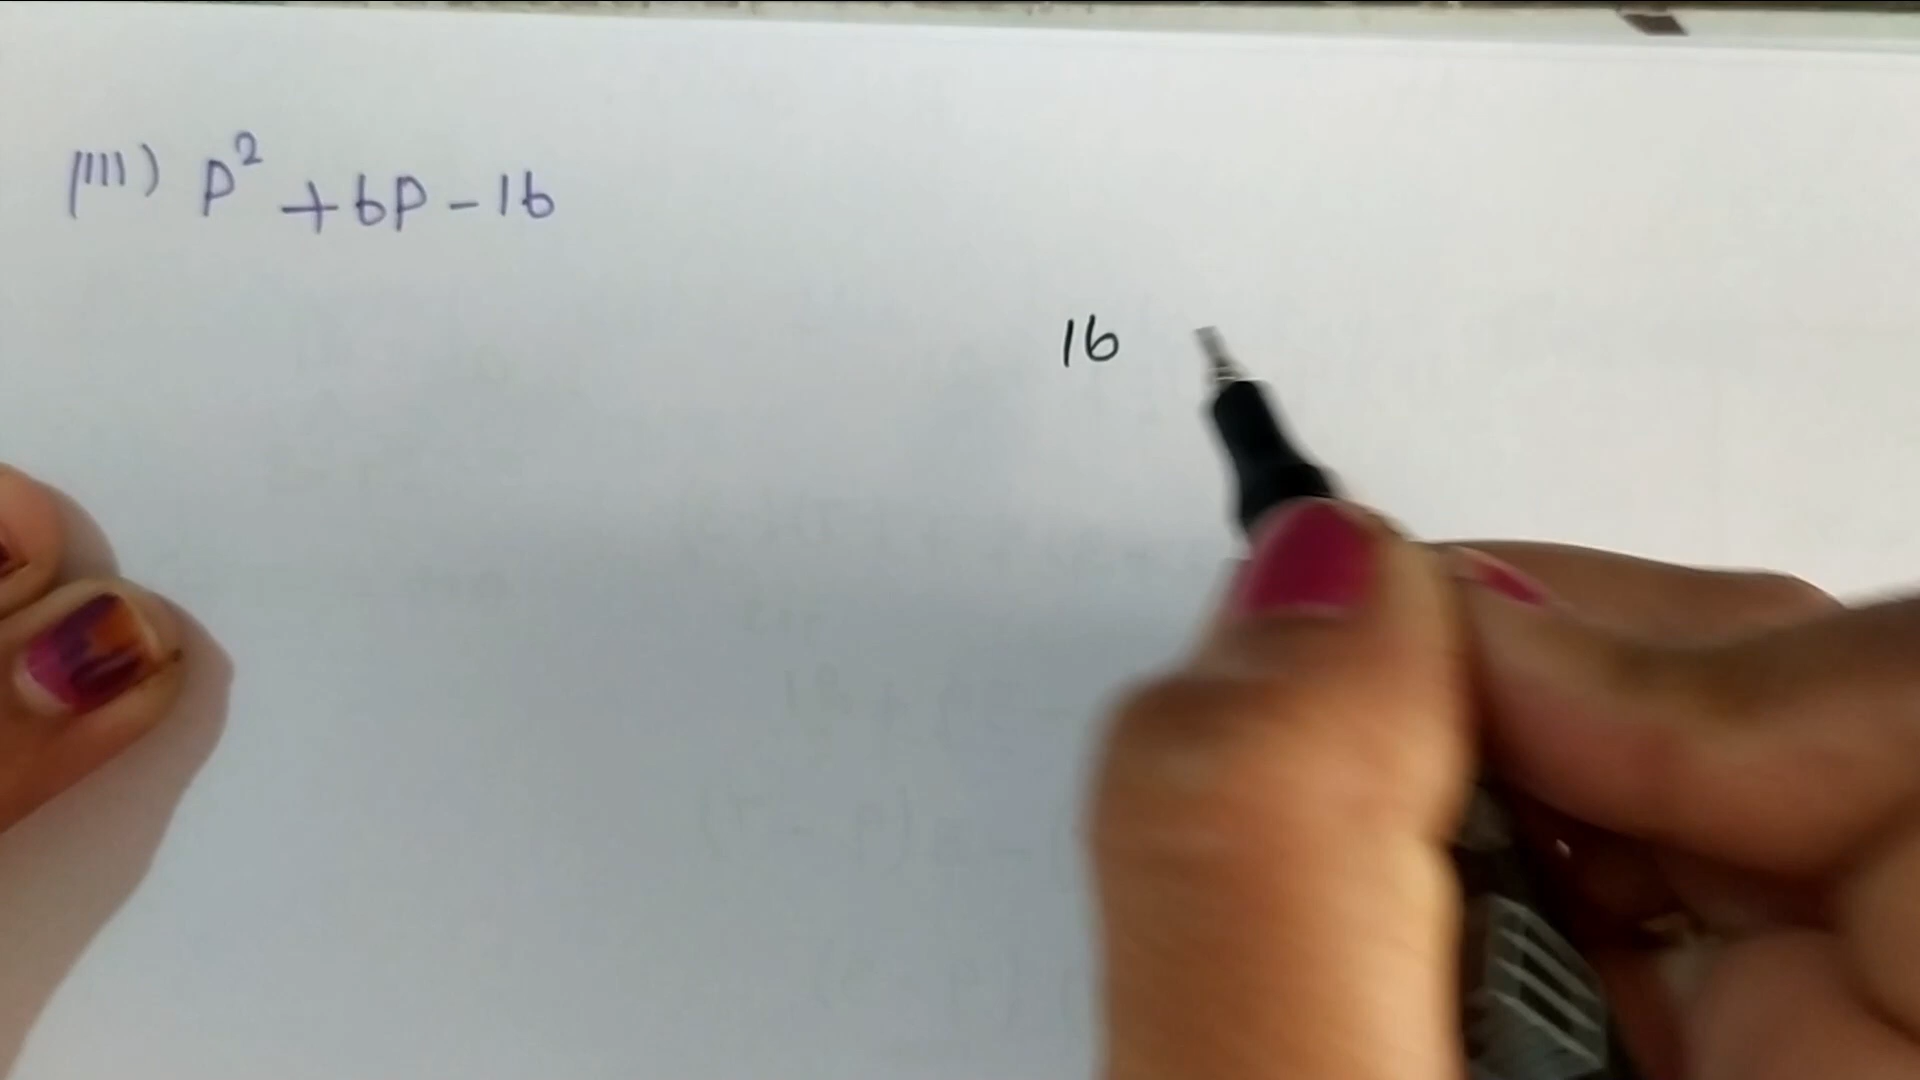 (iii) p² + 6p - 16
16